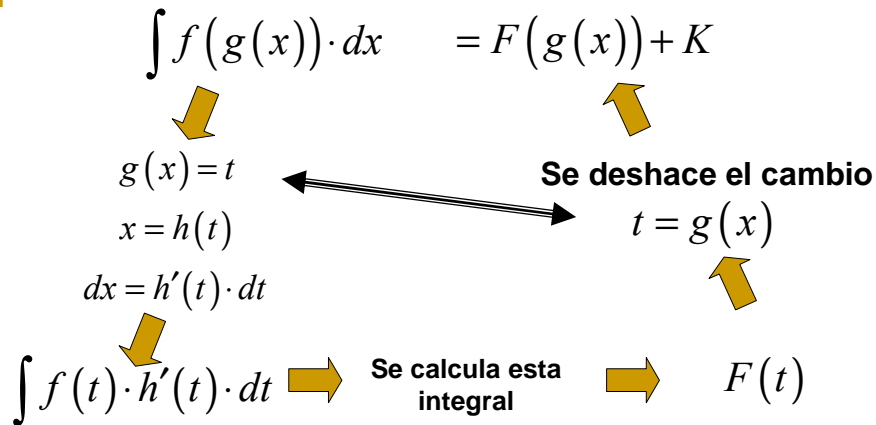 ∫ f(g(x))·dx = F(g(x)) + K
g(x) = t
x = h(t)
dx = h′(t)·dt
∫ f(t)·h′(t)·dt
Se calcula esta
integral
F(t)
Se deshace el cambio
t = g(x)